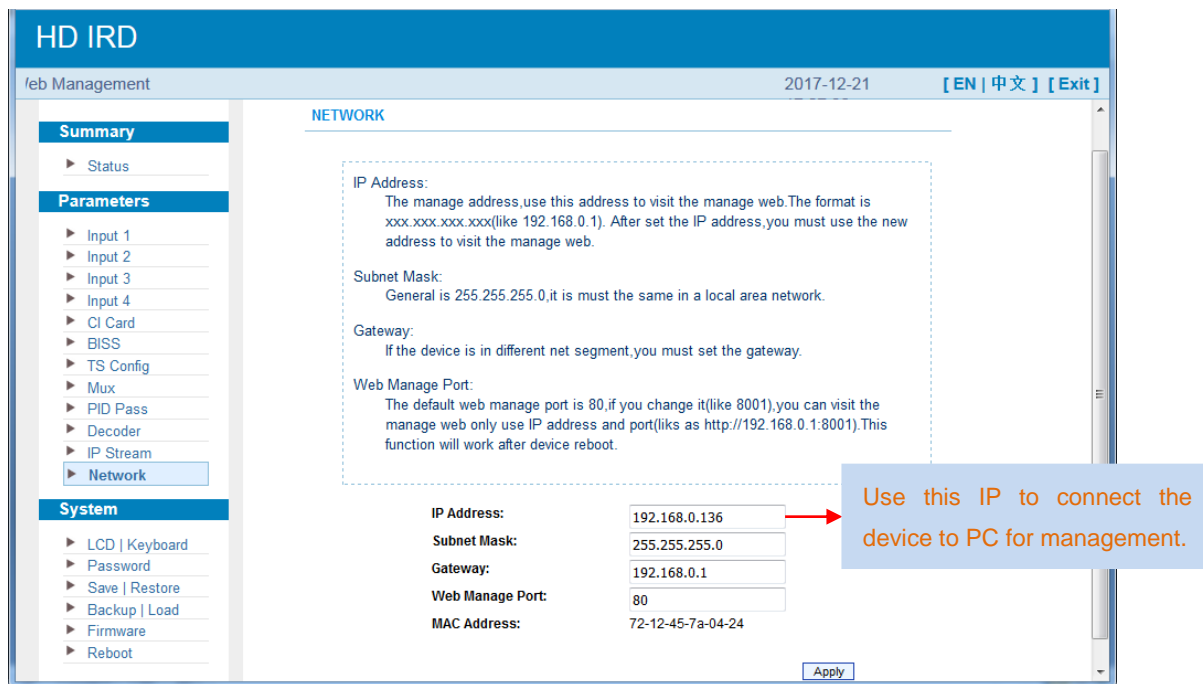 HD IRD
/eb Management
2017-12-21
[ EN | 中文 ] [ Exit ]
Summary
Status
Parameters
Input 1
Input 2
Input 3
Input 4
CI Card
BISS
TS Config
Mux
PID Pass
Decoder
IP Stream
Network
System
LCD | Keyboard
Password
Save | Restore
Backup | Load
Firmware
Reboot
NETWORK
IP Address:
The manage address,use this address to visit the manage web.The format is
xxx.xxx.xxx.xxx(like 192.168.0.1). After set the IP address,you must use the new
address to visit the manage web.
Subnet Mask:
General is 255.255.255.0,it is must the same in a local area network.
Gateway:
If the device is in different net segment,you must set the gateway.
Web Manage Port:
The default web manage port is 80,if you change it(like 8001),you can visit the
manage web only use IP address and port(liks as http://192.168.0.1:8001).This
function will work after device reboot.
IP Address: 192.168.0.136
Subnet Mask: 255.255.255.0
Gateway: 192.168.0.1
Web Manage Port: 80
MAC Address: 72-12-45-7a-04-24
Apply
Use this IP to connect the
device to PC for management.